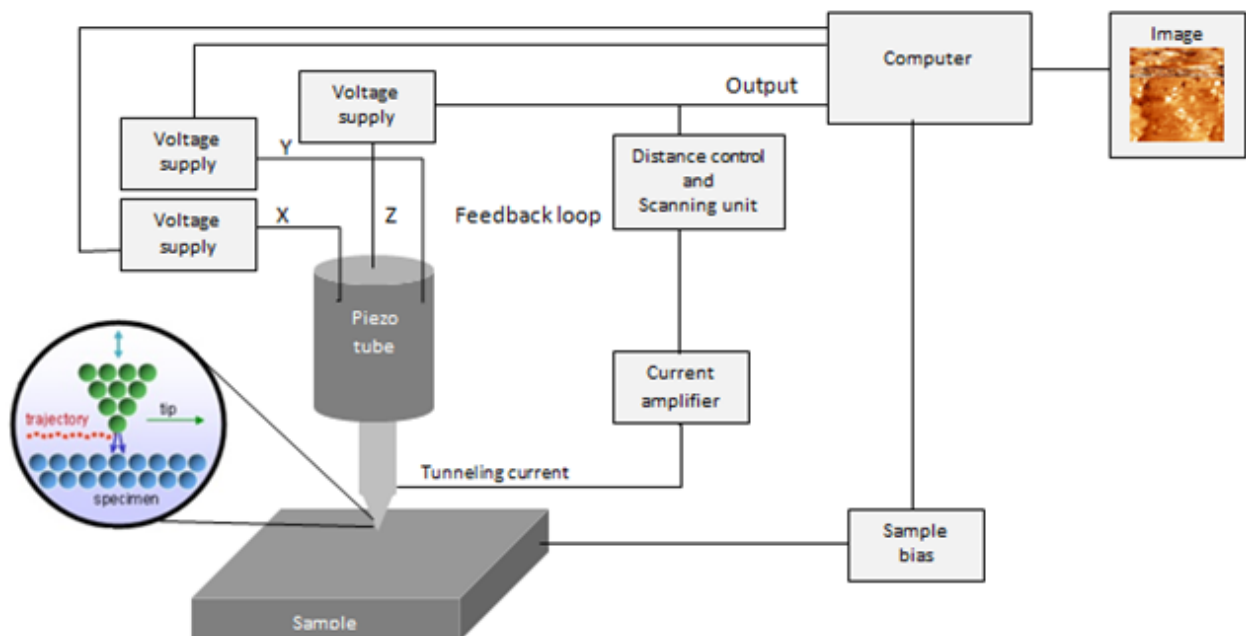 Image
Computer
Output
Voltage
supply
Voltage
supply
Y
Distance control
and
Scanning unit
Voltage
supply
X
Z
Feedback loop
Piezo
tube
Current
amplifier
tip
trajectory
specimen
Tunneling current
Sample
bias
Sample